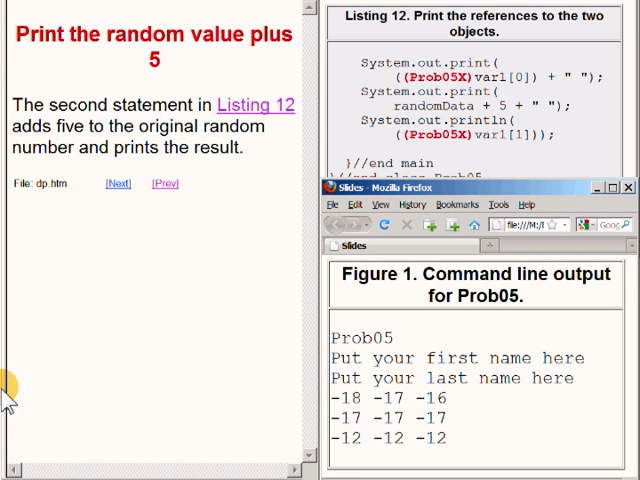 Print the random value plus
5
The second statement in Listing 12
adds five to the original random
number and prints the result.
File: dp.htm [Next] [Prev]
Listing 12. Print the references to the two
objects.
System.out.print(
((Prob05X)var1[0]) + " ");
System.out.print(
randomData + 5 + " ");
System.out.println(
((Prob05X)var1[1]));
}//end main
}//end class Prob05
Slides - Mozilla Firefox
File Edit View History Bookmarks Tools Help
file:///M:/
Goog
Slides
Figure 1. Command line output
for Prob05.
Prob05
Put your first name here
Put your last name here
-18 -17 -16
-17 -17 -17
-12 -12 -12